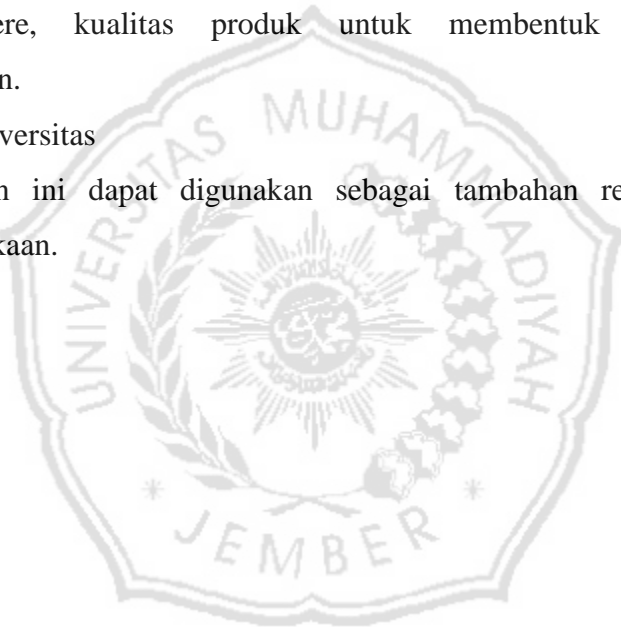 ere, kualitas produk untuk membentuk
n.
versitas
n ini dapat digunakan sebagai tambahan re
kaan.
UNIVERSITAS MUHAMMADIYAH
JEMBER